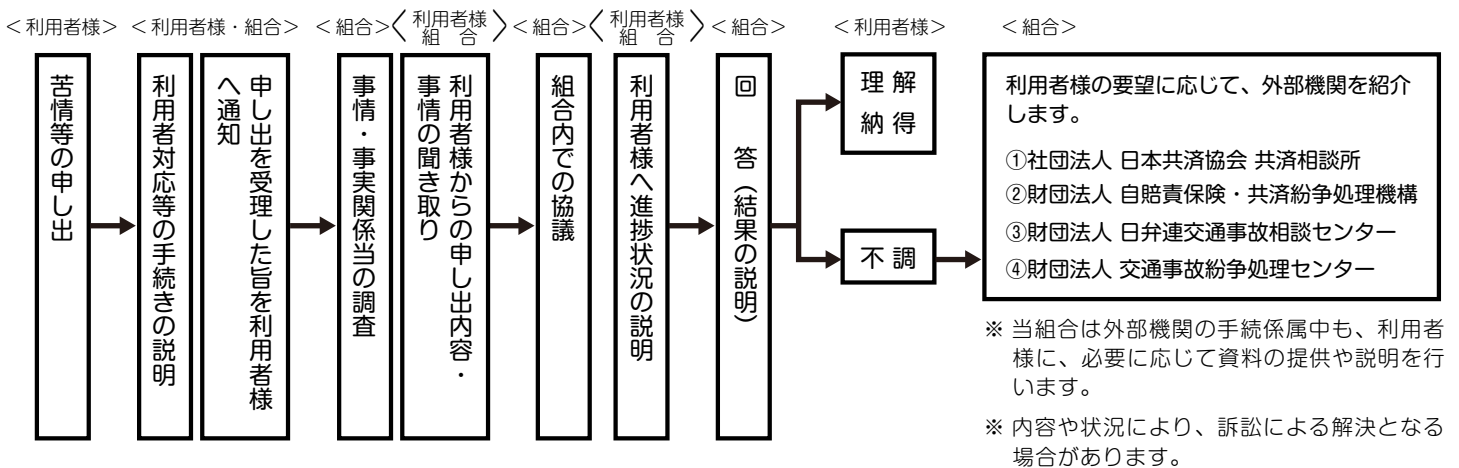 ＜利用者様＞
＜利用者様・組合＞
＜組合＞
〈利用者様
組　合〉
＜組合＞
〈利用者様
組　合〉
＜組合＞
＜利用者様＞
＜組合＞
苦情等の申し出
利用者対応等の手続きの説明
申し出を受理した旨を利用者様
へ通知
事情・事実関係当の調査
利用者様からの申し出内容・
事情の聞き取り
組合内での協議
利用者様へ進捗状況の説明
回　答（結果の説明）
理 解
納 得
不 調
利用者様の要望に応じて、外部機関を紹介
します。
①社団法人 日本共済協会 共済相談所
②財団法人 自賠責保険・共済紛争処理機構
③財団法人 日弁連交通事故相談センター
④財団法人 交通事故紛争処理センター
※ 当組合は外部機関の手続係属中も、利用者
様に、必要に応じて資料の提供や説明を行
います。
※ 内容や状況により、訴訟による解決となる
場合があります。